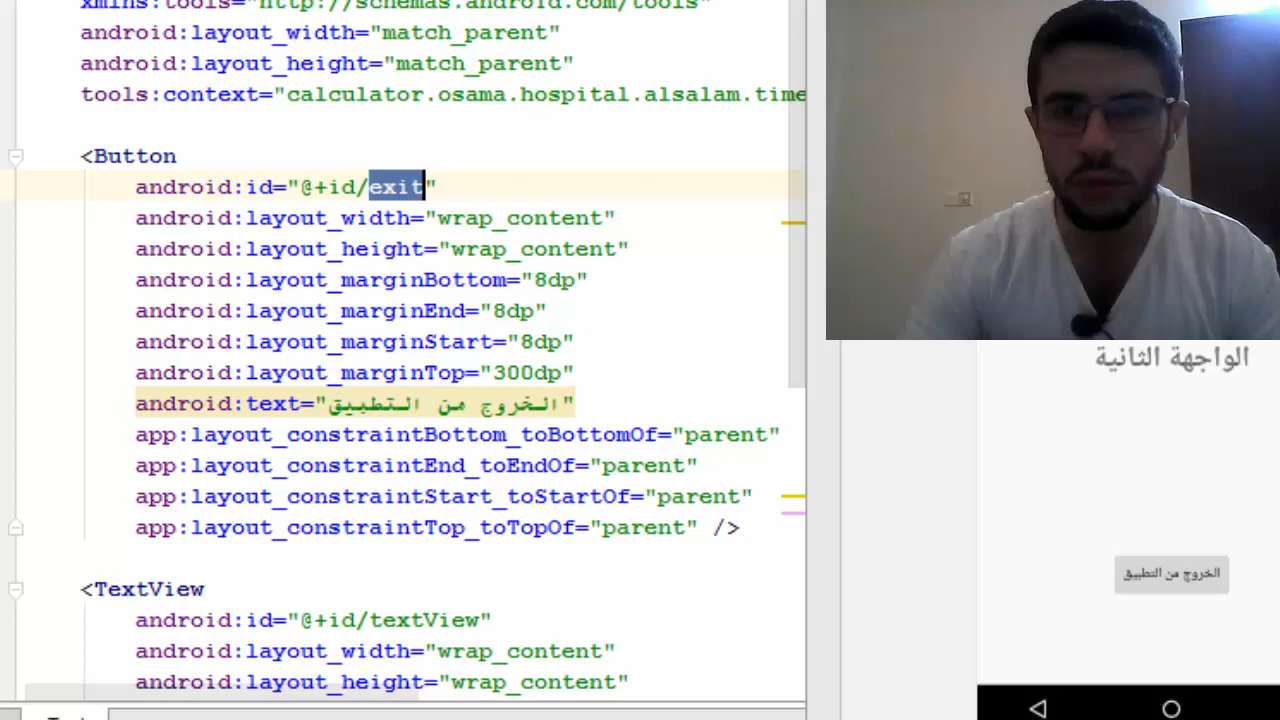 xmlns:tools="http://schemas.android.com/tools"
android:layout_width="match_parent"
android:layout_height="match_parent"
tools:context="calculator.osama.hospital.alsalam.time
<Button
android:id="@+id/exit"
android:layout_width="wrap_content"
android:layout_height="wrap_content"
android:layout_marginBottom="8dp"
android:layout_marginEnd="8dp"
android:layout_marginStart="8dp"
android:layout_marginTop="300dp"
android:text="الخروج من التطبيق"
app:layout_constraintBottom_toBottomOf="parent"
app:layout_constraintEnd_toEndOf="parent"
app:layout_constraintStart_toStartOf="parent"
app:layout_constraintTop_toTopOf="parent" />
<TextView
android:id="@+id/textView"
android:layout_width="wrap_content"
android:layout_height="wrap_content"
الواجهة الثانية
الخروج من التطبيق